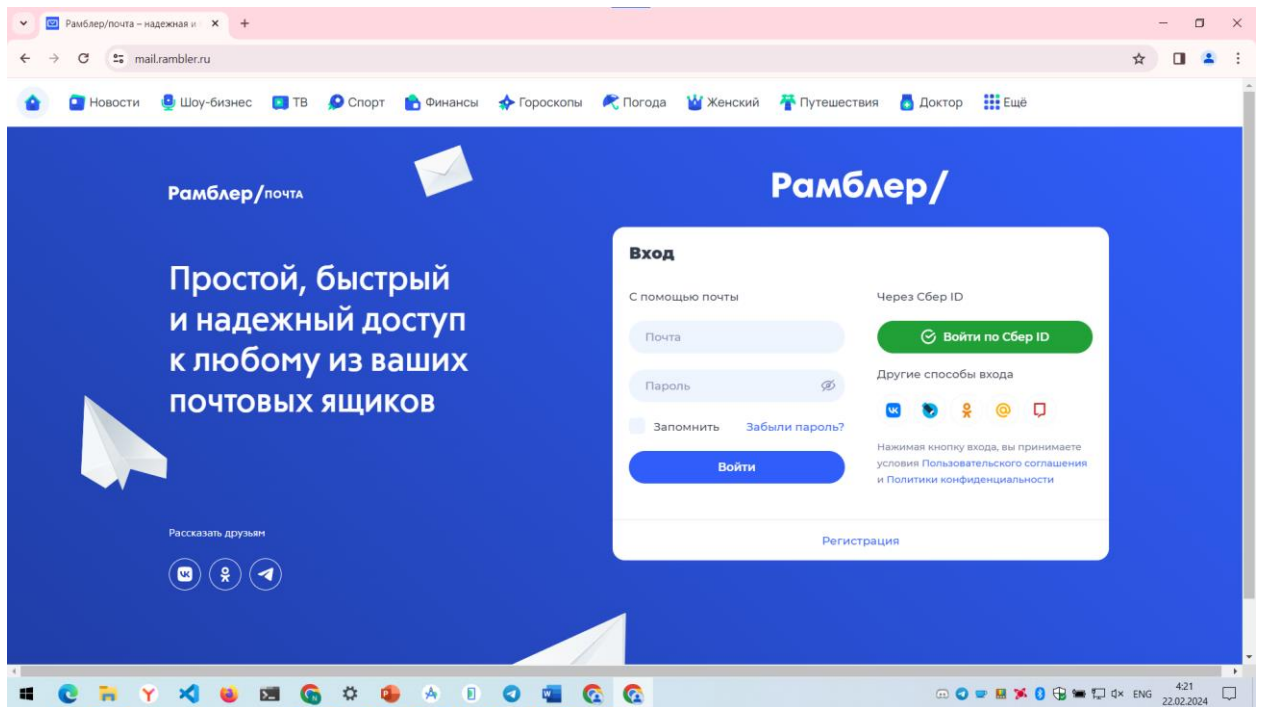 Рамблер/почта – надежная и
mail.rambler.ru
Новости Шоу-бизнес ТВ Спорт Финансы Гороскопы Погода Женский Путешествия Доктор Ещё
Рамблер/ПОЧТА
Простой, быстрый
и надежный доступ
к любому из ваших
почтовых ящиков
Рассказать друзьям
Рамблер/
Вход
С помощью почты
Почта
Пароль
Запомнить Забыли пароль?
Войти
Через Сбер ID
Войти по Сбер ID
Другие способы входа
Нажимая кнопку входа, вы принимаете
условия Пользовательского соглашения
и Политики конфиденциальности
Регистрация
ENG
4:21
22.02.2024